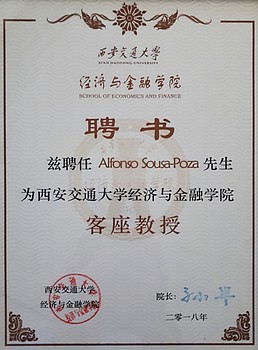 西安交通大学
XI'AN JIAOTONG UNIVERSITY
经济与金融学院
SCHOOL OF ECONOMICS AND FINANCE
聘书
兹聘任 Alfonso Sousa-Poza 先生
为西安交通大学经济与金融学院
客座教授
西安交通大学
经济与金融学院
院长:
二零一八年